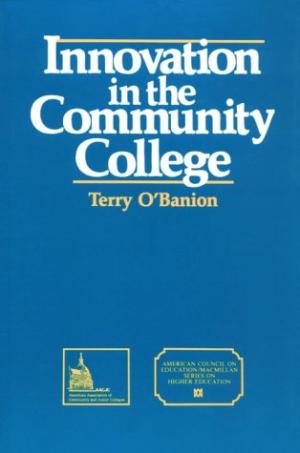 Innovation
in the
Community
College
Terry O'Banion
AACJC
American Association of
Community and Junior Colleges
AMERICAN COUNCIL ON
EDUCATION/MACMILLAN
SERIES ON
HIGHER EDUCATION